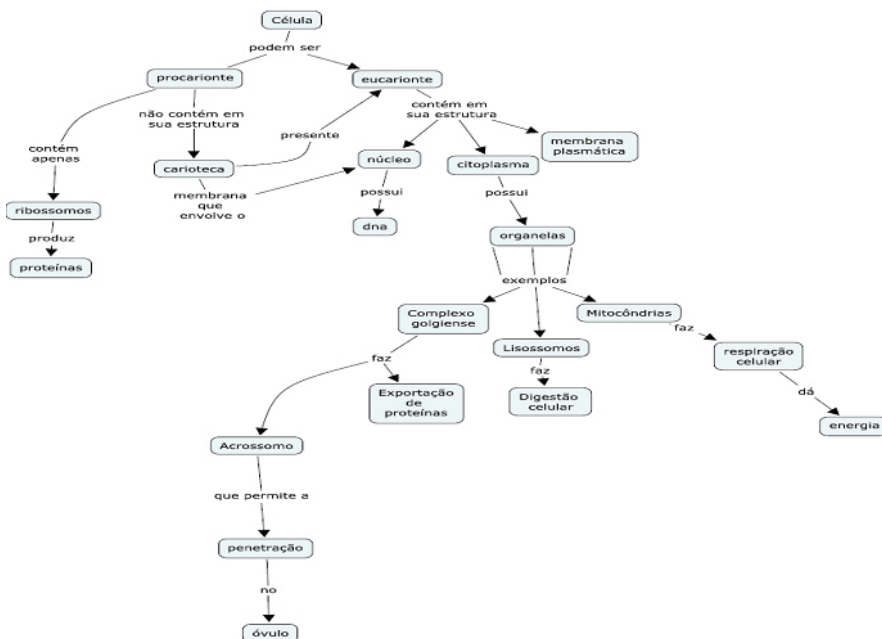 Célula
podem ser
procarionte
eucarionte
não contém em
sua estrutura
contém em
sua estrutura
presente
contém
apenas
carioteca
núcleo
citoplasma
membrana
plasmática
membrana
que
envolve o
possui
possui
ribossomos
dna
produz
organelas
proteínas
exemplos
Complexo
golgiense
Mitocôndrias
faz
Lisossomos
respiração
celular
faz
faz
Exportação
de
proteínas
Digestão
celular
dá
energia
Acrossomo
que permite a
penetração
no
óvulo